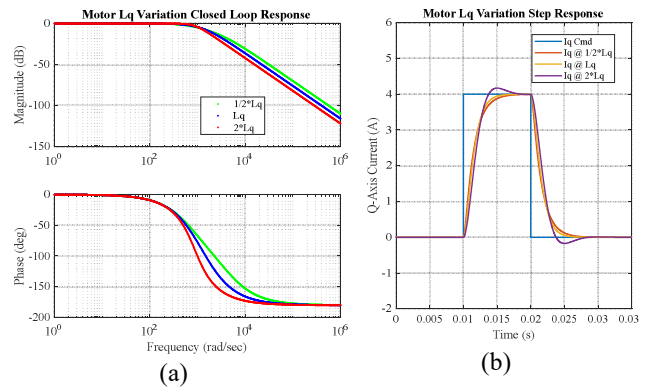 Motor Lq Variation Closed Loop Response
Magnitude (dB)
0
-50
-100
-150
1/2*Lq
Lq
2*Lq
10^0
10^2
10^4
10^6
Phase (deg)
0
-50
-100
-150
-200
10^0
10^2
10^4
10^6
Frequency (rad/sec)
(a)
Motor Lq Variation Step Response
Q-Axis Current (A)
6
5
4
3
2
1
0
-1
-2
Iq Cmd
Iq @ 1/2*Lq
Iq @ Lq
Iq @ 2*Lq
0
0.005
0.01
0.015
0.02
0.025
0.03
0.03
Time (s)
(b)